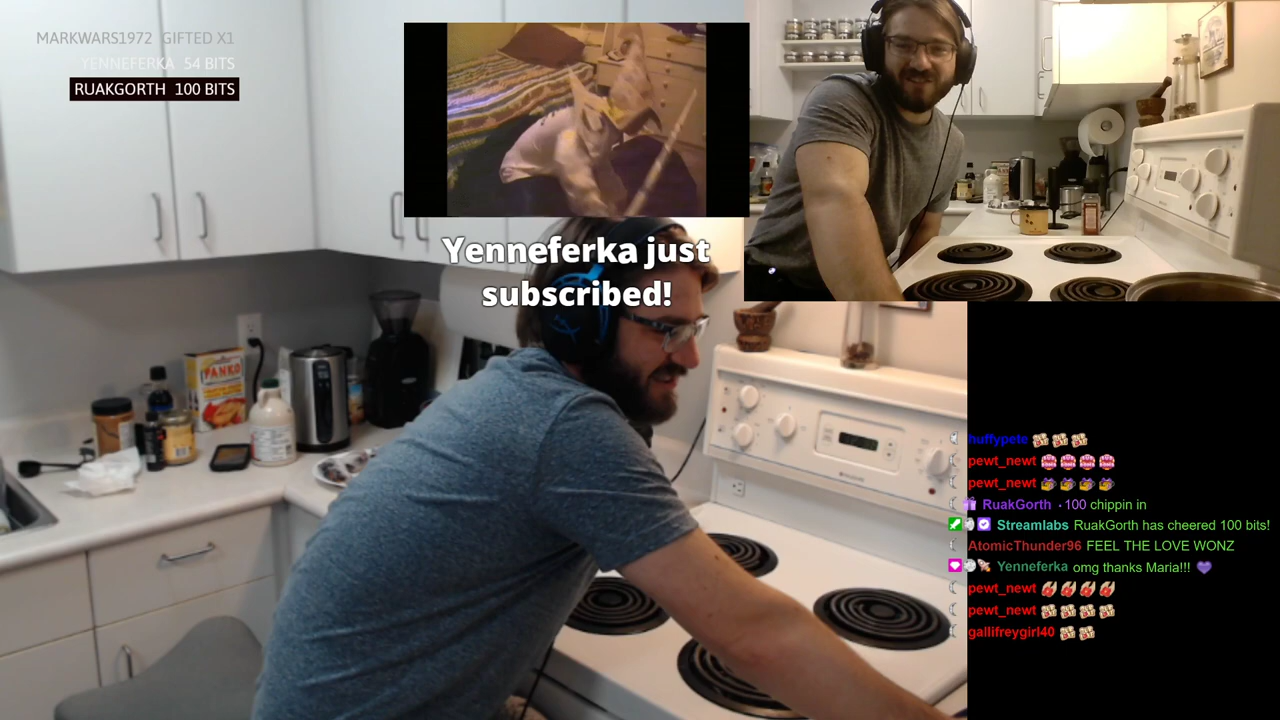 MARKWARS1972 GIFTED X1
YENNEFERKA 54 BITS
RUAKGORTH 100 BITS
Yenneferka just
subscribed!
PANKO
huffypete
pewt_newt
pewt_newt
RuakGorth · 100 chippin in
Streamlabs RuakGorth has cheered 100 bits!
AtomicThunder96 FEEL THE LOVE WONZ
Yenneferka omg thanks Maria!!! 💜
pewt_newt
pewt_newt
gallifreygirl40